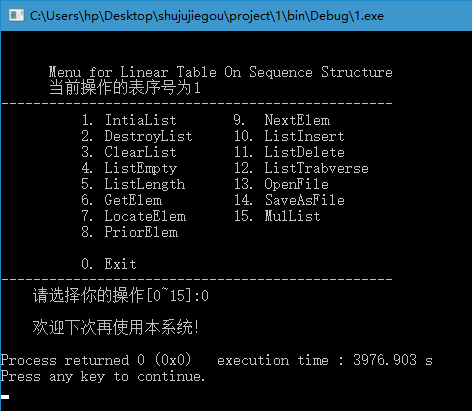 C:\Users\hp\Desktop\shujujiegou\project\1\bin\Debug\1.exe
Menu for Linear Table On Sequence Structure
当前操作的表序号为1
-------------------------------------------------
1. IntiaList 9. NextElem
2. DestroyList 10. ListInsert
3. ClearList 11. ListDelete
4. ListEmpty 12. ListTrabverse
5. ListLength 13. OpenFile
6. GetElem 14. SaveAsFile
7. LocateElem 15. MulList
8. PriorElem
0. Exit
-------------------------------------------------
请选择你的操作[0~15]:0
欢迎下次再使用本系统!
Process returned 0 (0x0) execution time : 3976.903 s
Press any key to continue.